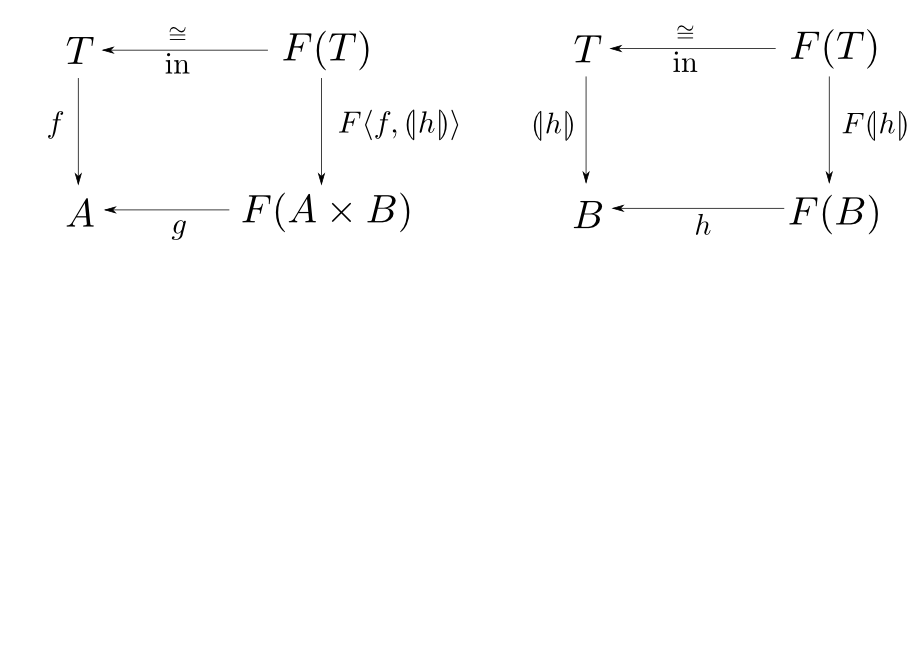 T ≅ in F(T) T ≅ in F(T)
f F⟨f, ⦇h⦈⟩ ⦇h⦈ F⦇h⦈
A g F(A × B) B h F(B)